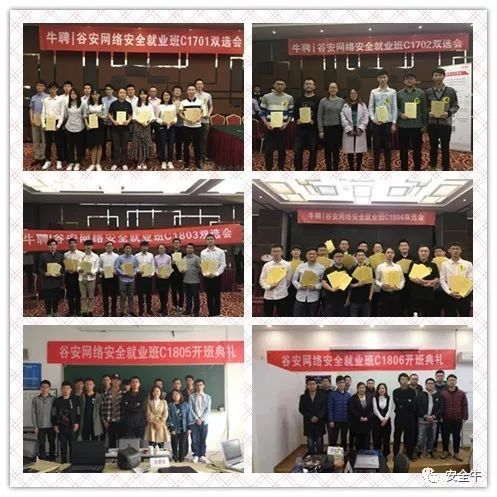 牛聘|谷安网络安全就业班C1701双选会
牛聘|谷安网络安全就业班C1702双选会
牛聘|谷安网络安全就业班C1803双选会
牛聘|谷安网络安全就业班C1804双选会
谷安网络安全就业班C1805开班典礼
谷安网络安全就业班C1806开班典礼
安全牛